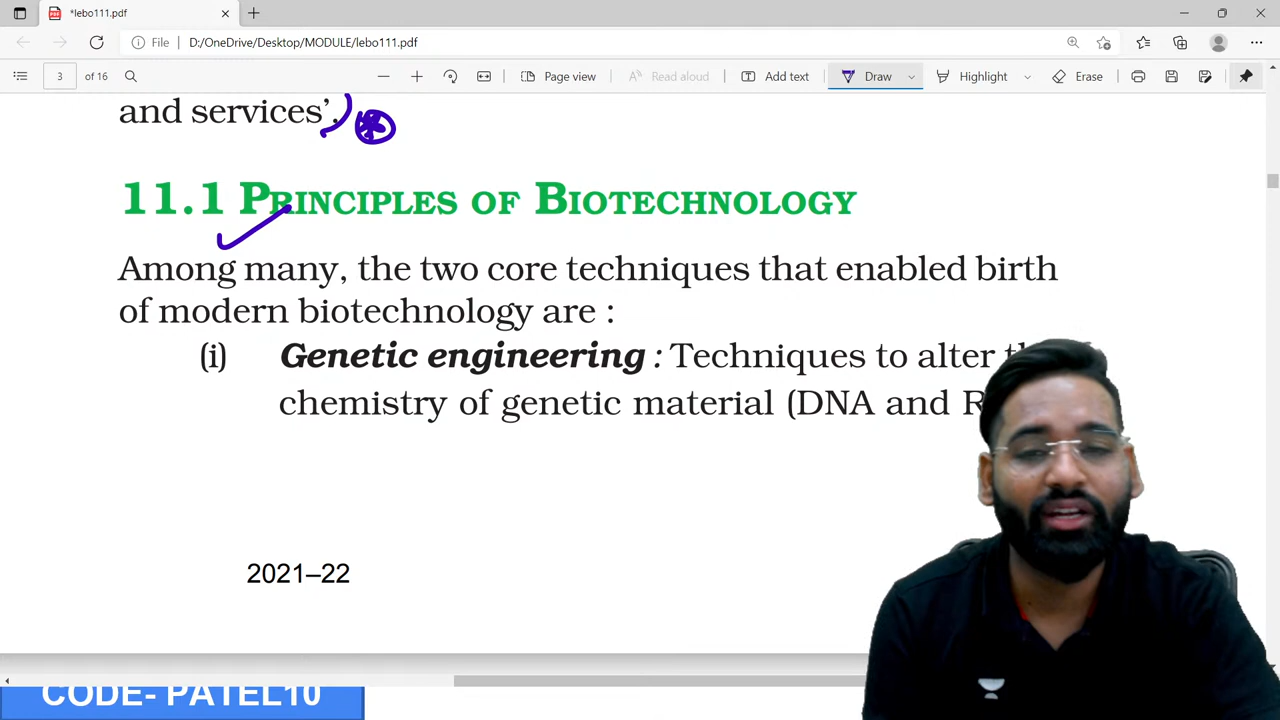 *lebo111.pdf
File
D:/OneDrive/Desktop/MODULE/lebo111.pdf
3
of 16
Page view
Read aloud
Add text
Draw
Highlight
Erase
and services’.
11.1 PRINCIPLES OF BIOTECHNOLOGY
Among many, the two core techniques that enabled birth
of modern biotechnology are :
(i) Genetic engineering : Techniques to alter
chemistry of genetic material (DNA and
2021–22
CODE- PATEL10